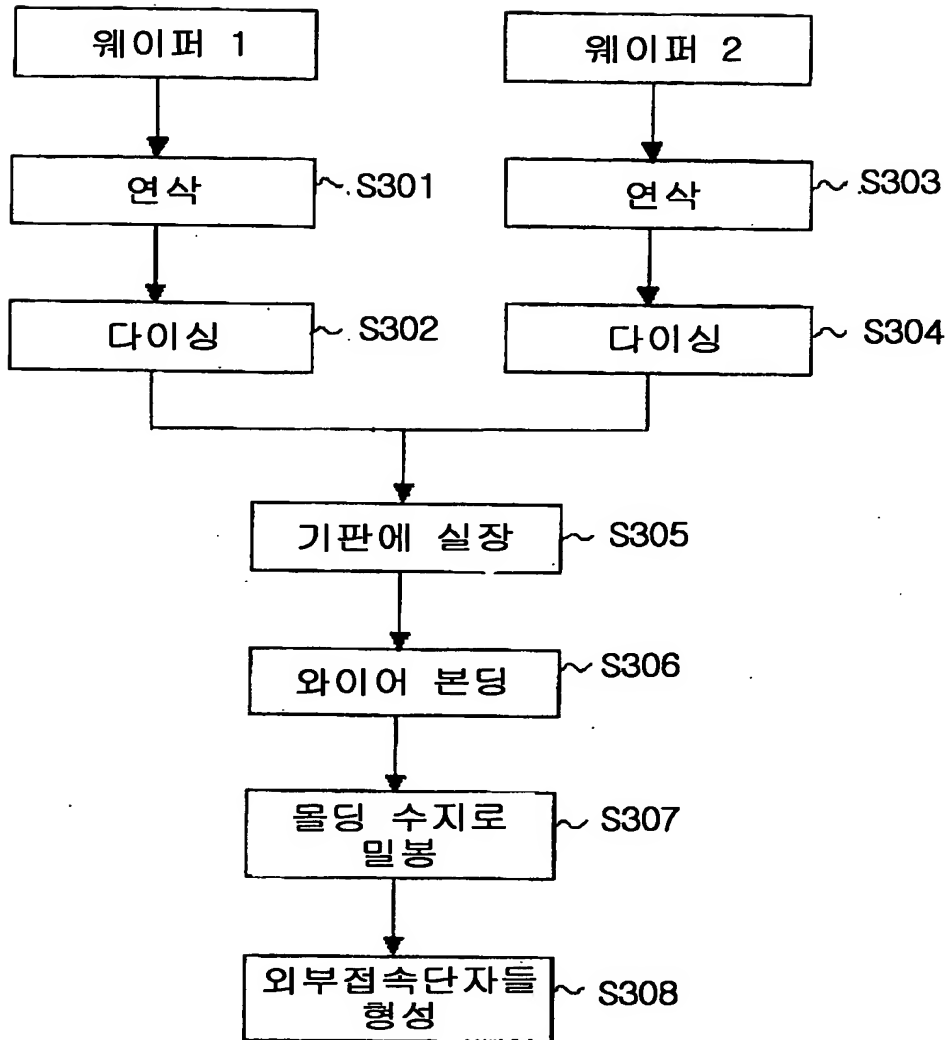 웨이퍼 1
웨이퍼 2
연삭
S301
연삭
S303
다이싱
S302
다이싱
S304
기판에 실장
S305
와이어 본딩
S306
몰딩 수지로
밀봉
S307
외부접속단자들
형성
S308